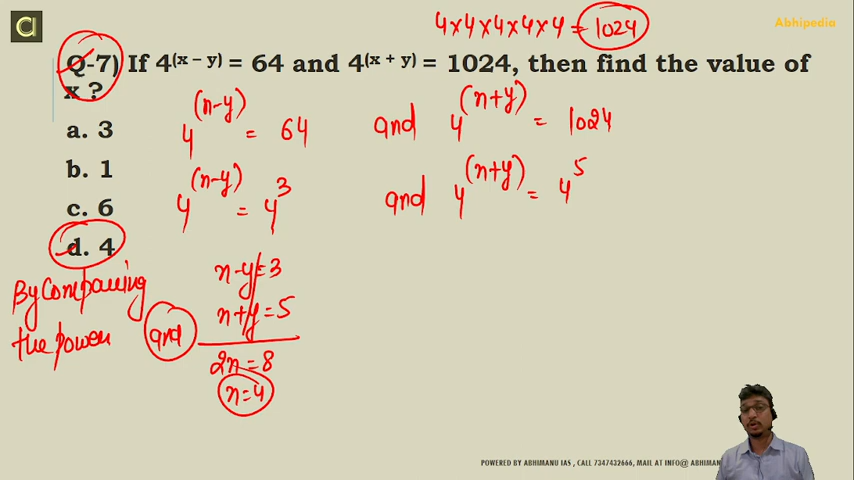 Abhipedia
4×4×4×4×4 = 1024
Q-7) If 4^(x – y) = 64 and 4^(x + y) = 1024, then find the value of
x ?
a. 3
b. 1
c. 6
d. 4
4^(x-y) = 64 and 4^(x+y) = 1024
4^(x-y) = 4^3 and 4^(x+y) = 4^5
By Comparing
the power
x-y=3
and x+y=5
2x=8
x=4
POWERED BY ABHIMANU IAS , CALL 7347432666, MAIL AT INFO@ ABHIMAN